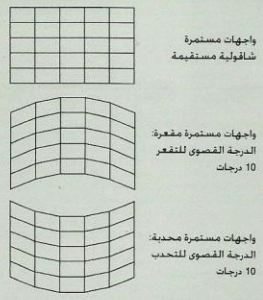 واجهات مستمرة
شاقولية مستقيمة
واجهات مستمرة مقعرة:
الدرجة القصوى للتقعر
10 درجات
واجهات مستمرة محدبة:
الدرجة القصوى للتحدب
10 درجات